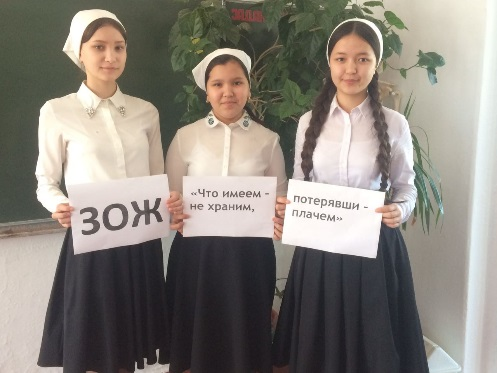 ЗОЖ
«Что имеем -
не храним,
потерявши -
плачем»